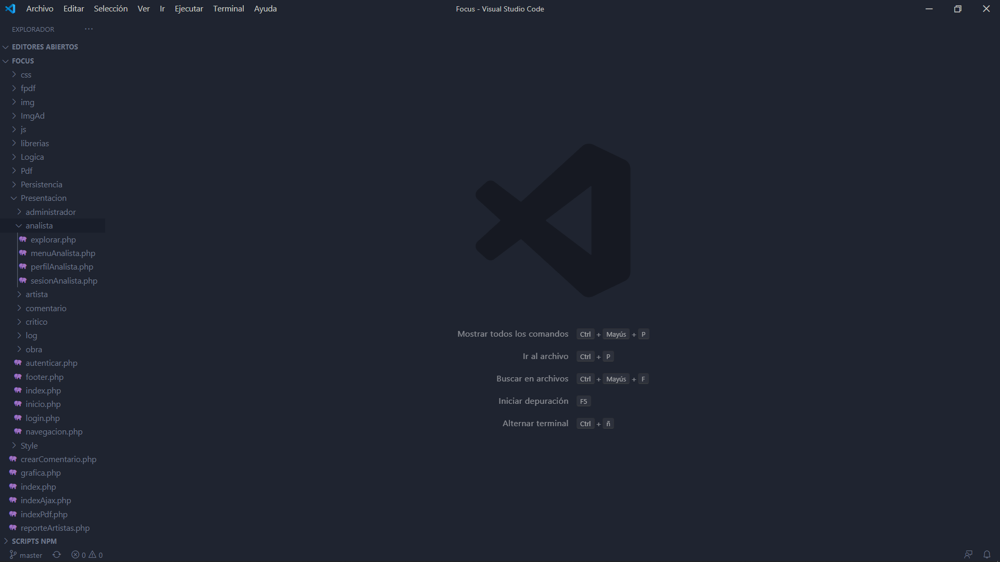 Archivo Editar Selección Ver Ir Ejecutar Terminal Ayuda
Focus - Visual Studio Code
EXPLORADOR
EDITORES ABIERTOS
FOCUS
css
fpdf
img
ImgAd
js
librerias
Logica
Pdf
Persistencia
Presentacion
administrador
analista
explorar.php
menuAnalista.php
perfilAnalista.php
sesionAnalista.php
artista
comentario
critico
log
obra
autenticar.php
footer.php
index.php
inicio.php
login.php
navegacion.php
Style
crearComentario.php
grafica.php
index.php
indexAjax.php
indexPdf.php
reporteArtistas.php
SCRIPTS NPM
master 0 0
Mostrar todos los comandos Ctrl + Mayús + P
Ir al archivo Ctrl + P
Buscar en archivos Ctrl + Mayús + F
Iniciar depuración F5
Alternar terminal Ctrl + ñ